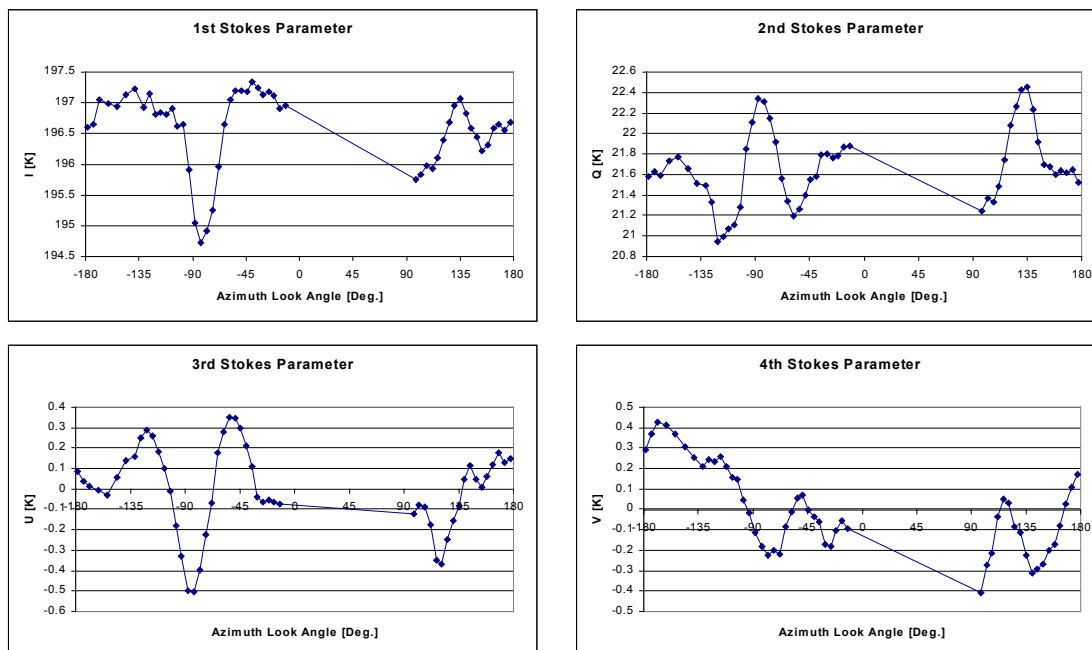 1st Stokes Parameter
197.5
197
196.5
196
195.5
195
194.5
I [K]
-180 -135 -90 -45 0 45 90 135 180
Azimuth Look Angle [Deg.]
2nd Stokes Parameter
22.6
22.4
22.2
22
21.8
21.6
21.4
21.2
21
20.8
Q [K]
-180 -135 -90 -45 0 45 90 135 180
Azimuth Look Angle [Deg.]
3rd Stokes Parameter
0.4
0.3
0.2
0.1
0
-0.1
-0.2
-0.3
-0.4
-0.5
-0.6
U [K]
-180 -135 -90 -45 0 45 90 135 180
Azimuth Look Angle [Deg.]
4th Stokes Parameter
0.5
0.4
0.3
0.2
0.1
0
-0.1
-0.2
-0.3
-0.4
-0.5
V [K]
-180 -135 -90 -45 0 45 90 135 180
Azimuth Look Angle [Deg.]